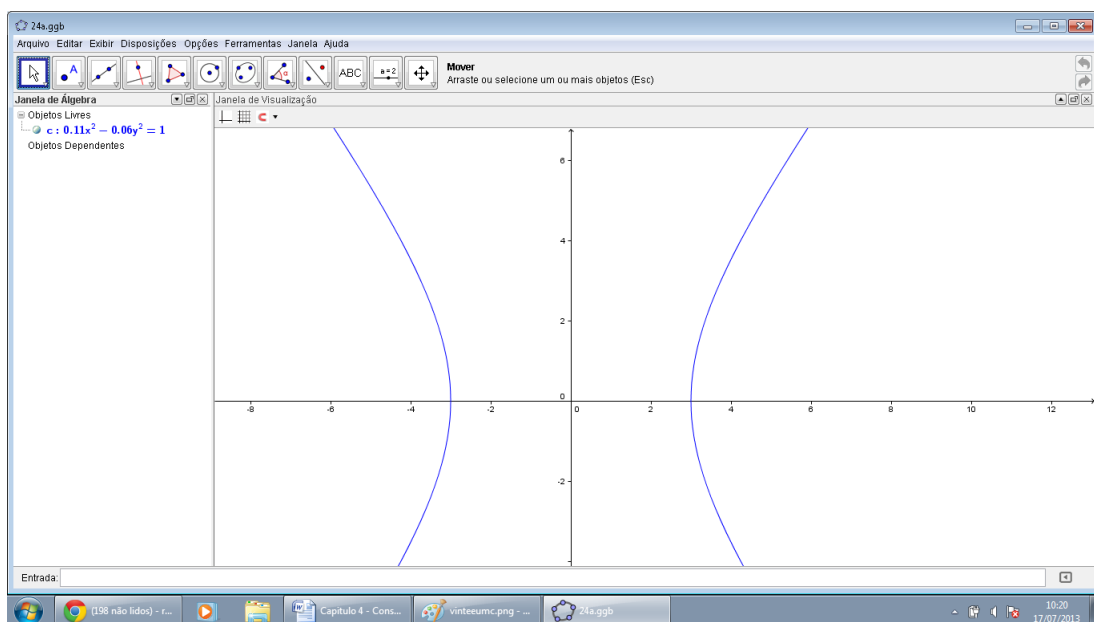 24a.ggb
Arquivo Editar Exibir Disposições Opções Ferramentas Janela Ajuda
A
ABC
a=2
Mover
Arraste ou selecione um ou mais objetos (Esc)
Janela de Álgebra
Janela de Visualização
Objetos Livres
c : 0.11x² − 0.06y² = 1
Objetos Dependentes
6
4
2
0
-8 -6 -4 -2 0 2 4 6 8 10 12
-2
Entrada:
(198 não lidos) - r...
Capitulo 4 - Cons...
vinteeumc.png - ...
24a.ggb
10:20
17/07/2013